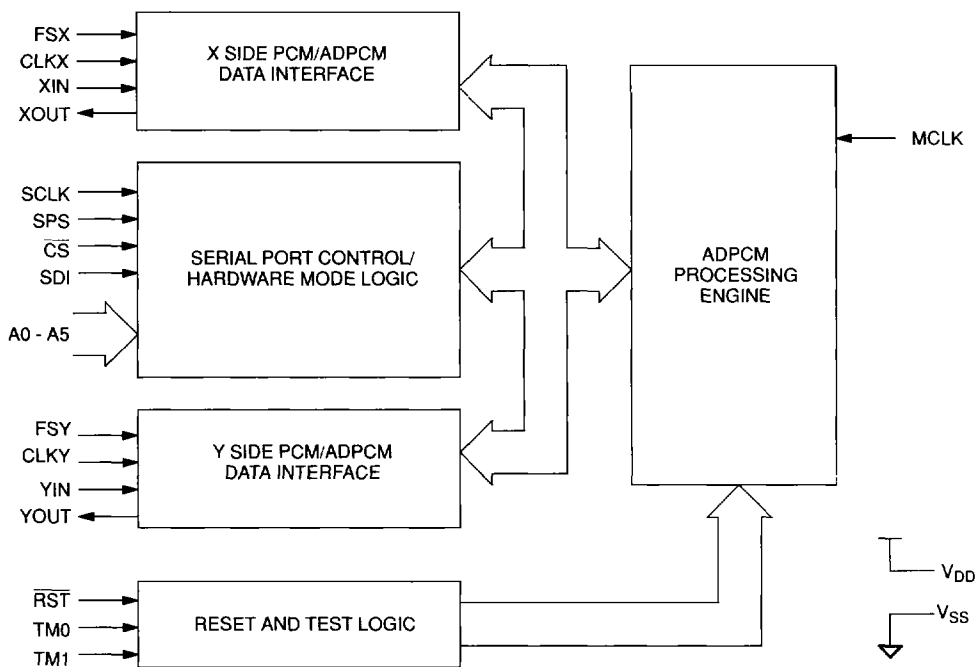 FSX
CLKX
XIN
XOUT
X SIDE PCM/ADPCM
DATA INTERFACE
MCLK
SCLK
SPS
C̅S̅
SDI
A0 - A5
SERIAL PORT CONTROL/
HARDWARE MODE LOGIC
ADPCM
PROCESSING
ENGINE
FSY
CLKY
YIN
YOUT
Y SIDE PCM/ADPCM
DATA INTERFACE
R̅S̅T̅
TM0
TM1
RESET AND TEST LOGIC
VDD
VSS